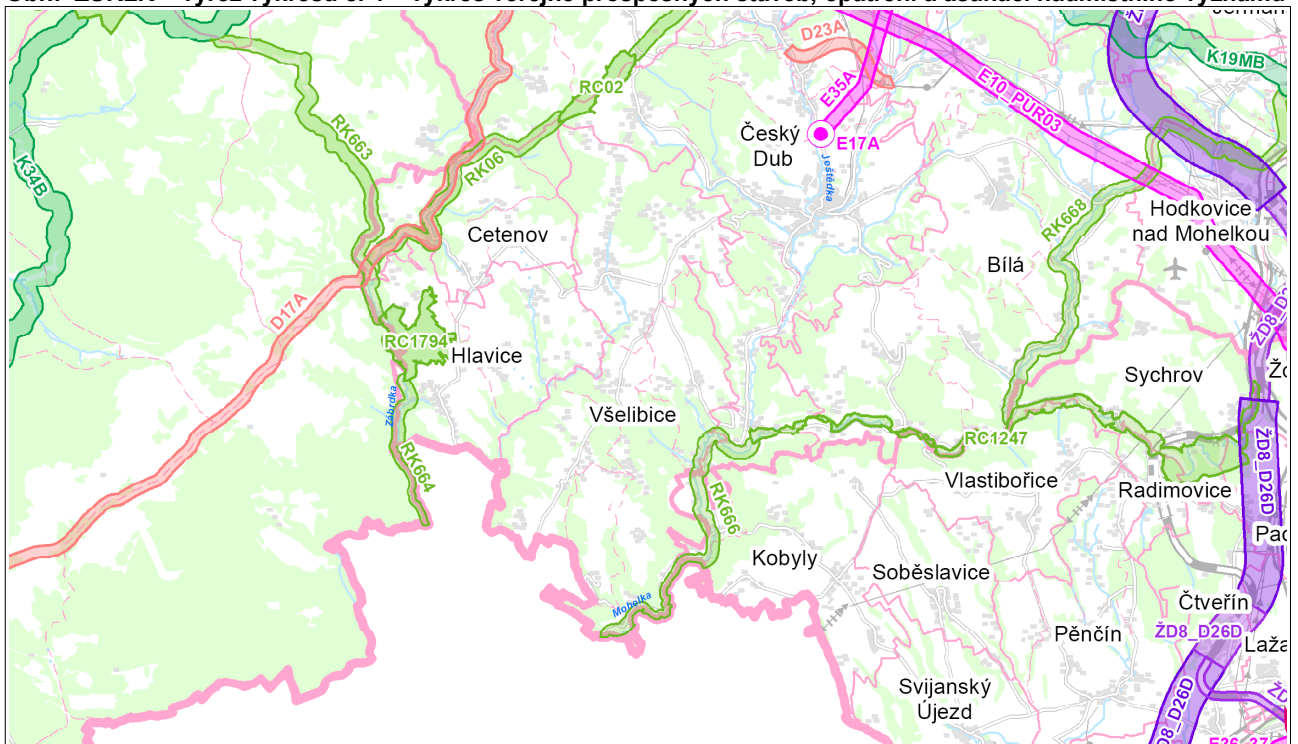 D23A
K19MB
E35A
RC02
E10_PUR03
RK663
Český
Dub
E17A
Ještědka
K34B
RK06
Hodkovice
nad Mohelkou
RK668
Cetenov
Bílá
D17A
RC1794
Hlavice
Sychrov
Zábrdka
Všelibice
RC1247
ŽD8_D26D
RK664
Vlastibořice
Radimovice
RK666
Kobyly
Soběslavice
Mohelka
Čtveřín
Pěnčín
ŽD8_D26D
Svijanský
Újezd